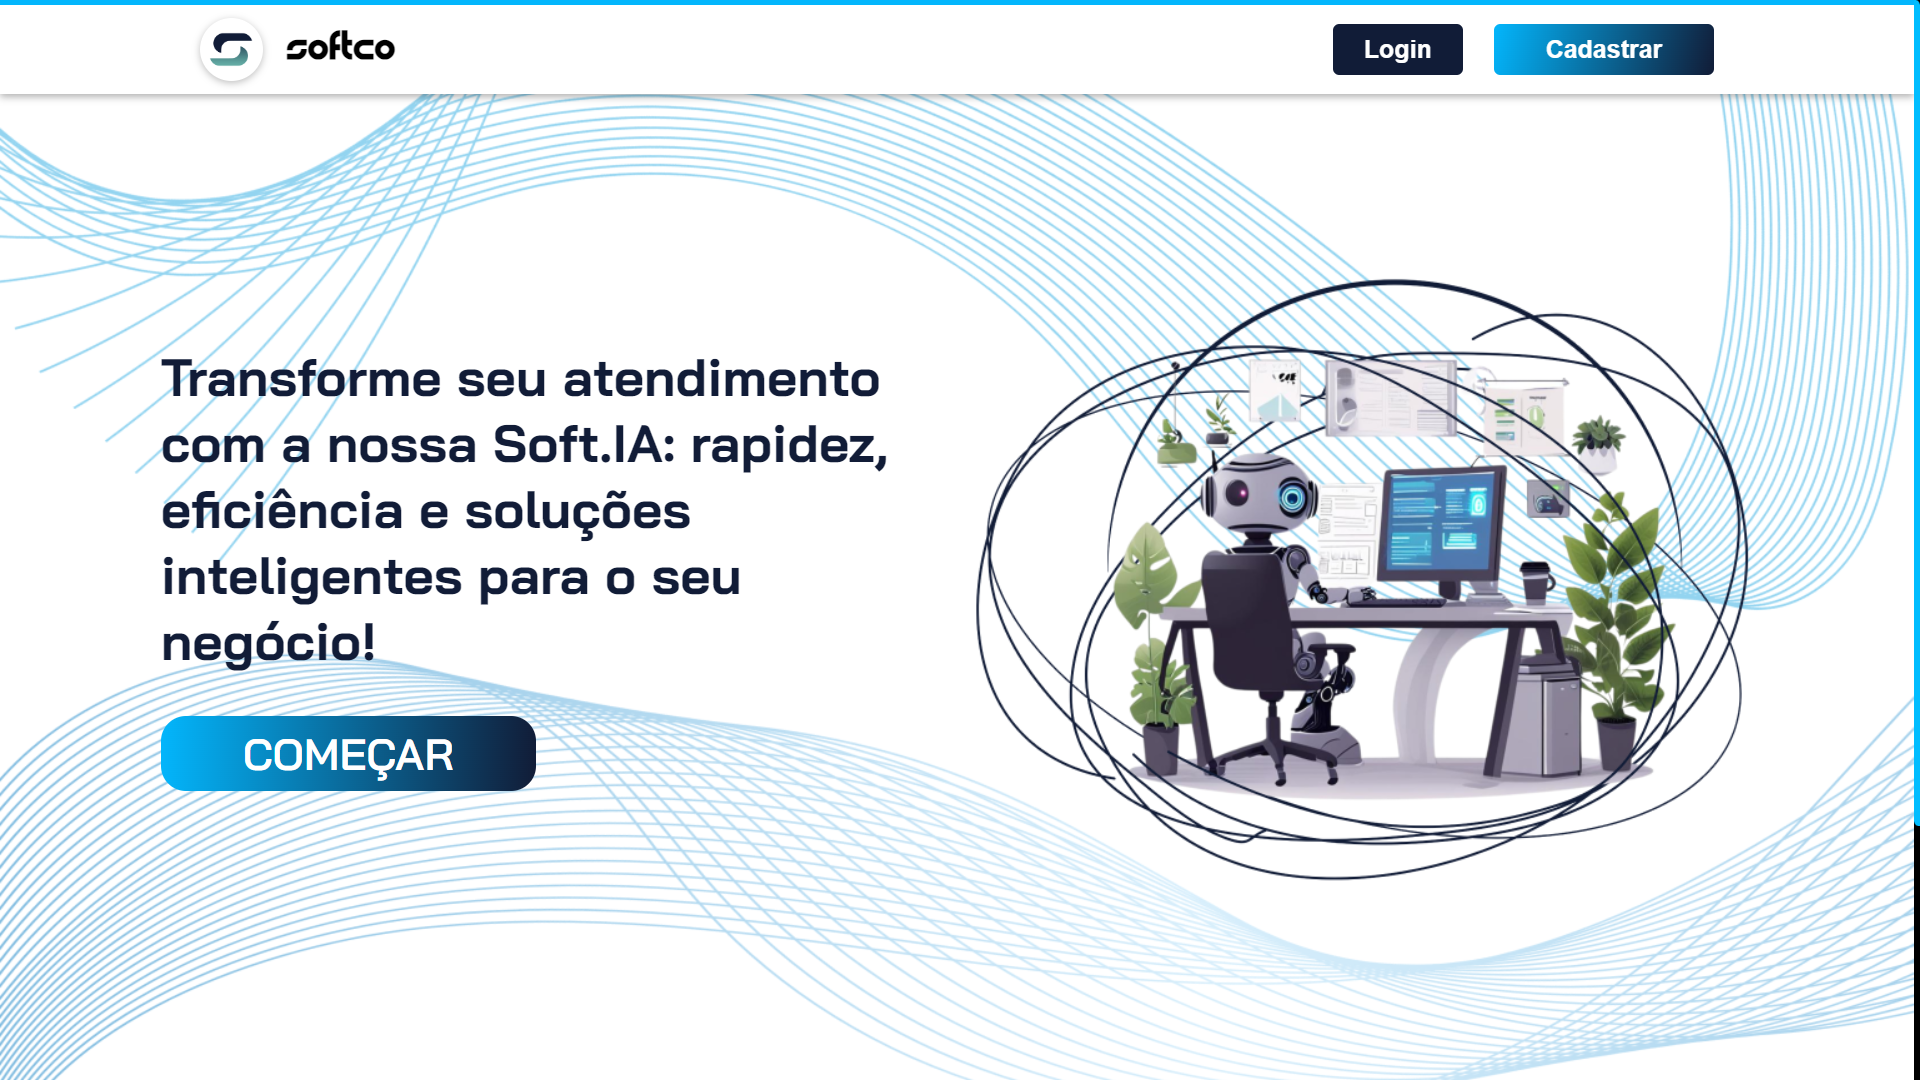 softco
Login
Cadastrar
Transforme seu atendimento
com a nossa Soft.IA: rapidez,
eficiência e soluções
inteligentes para o seu
negócio!
COMEÇAR